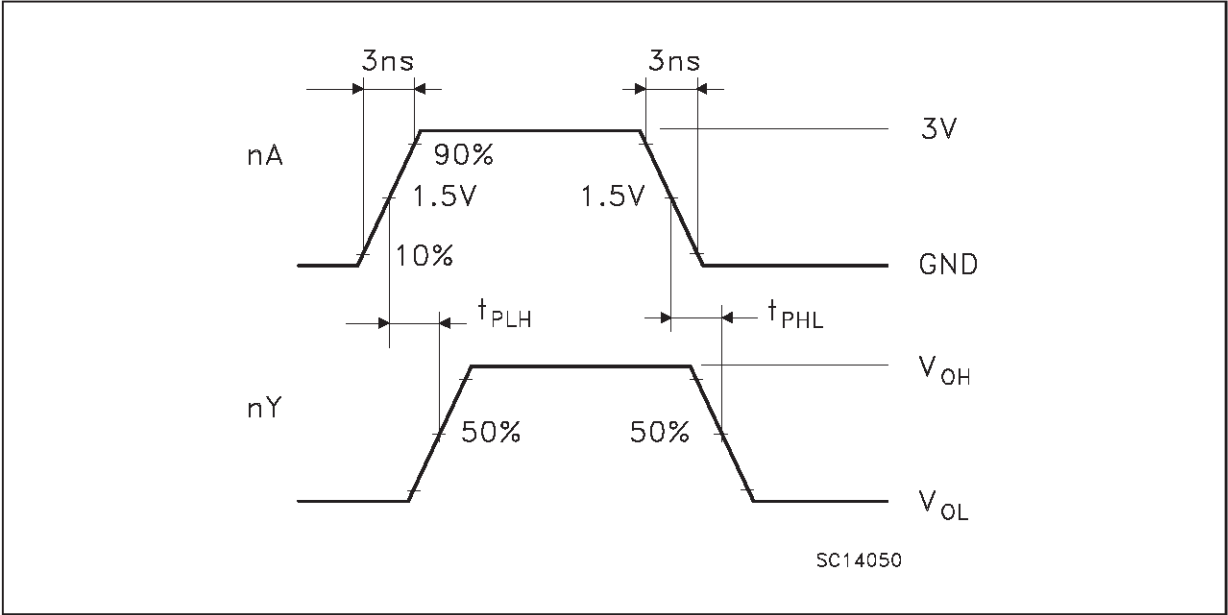 3ns 3ns
3V
nA
90%
1.5V 1.5V
10%
GND
tPLH tPHL
VOH
nY
50% 50%
VOL
SC14050